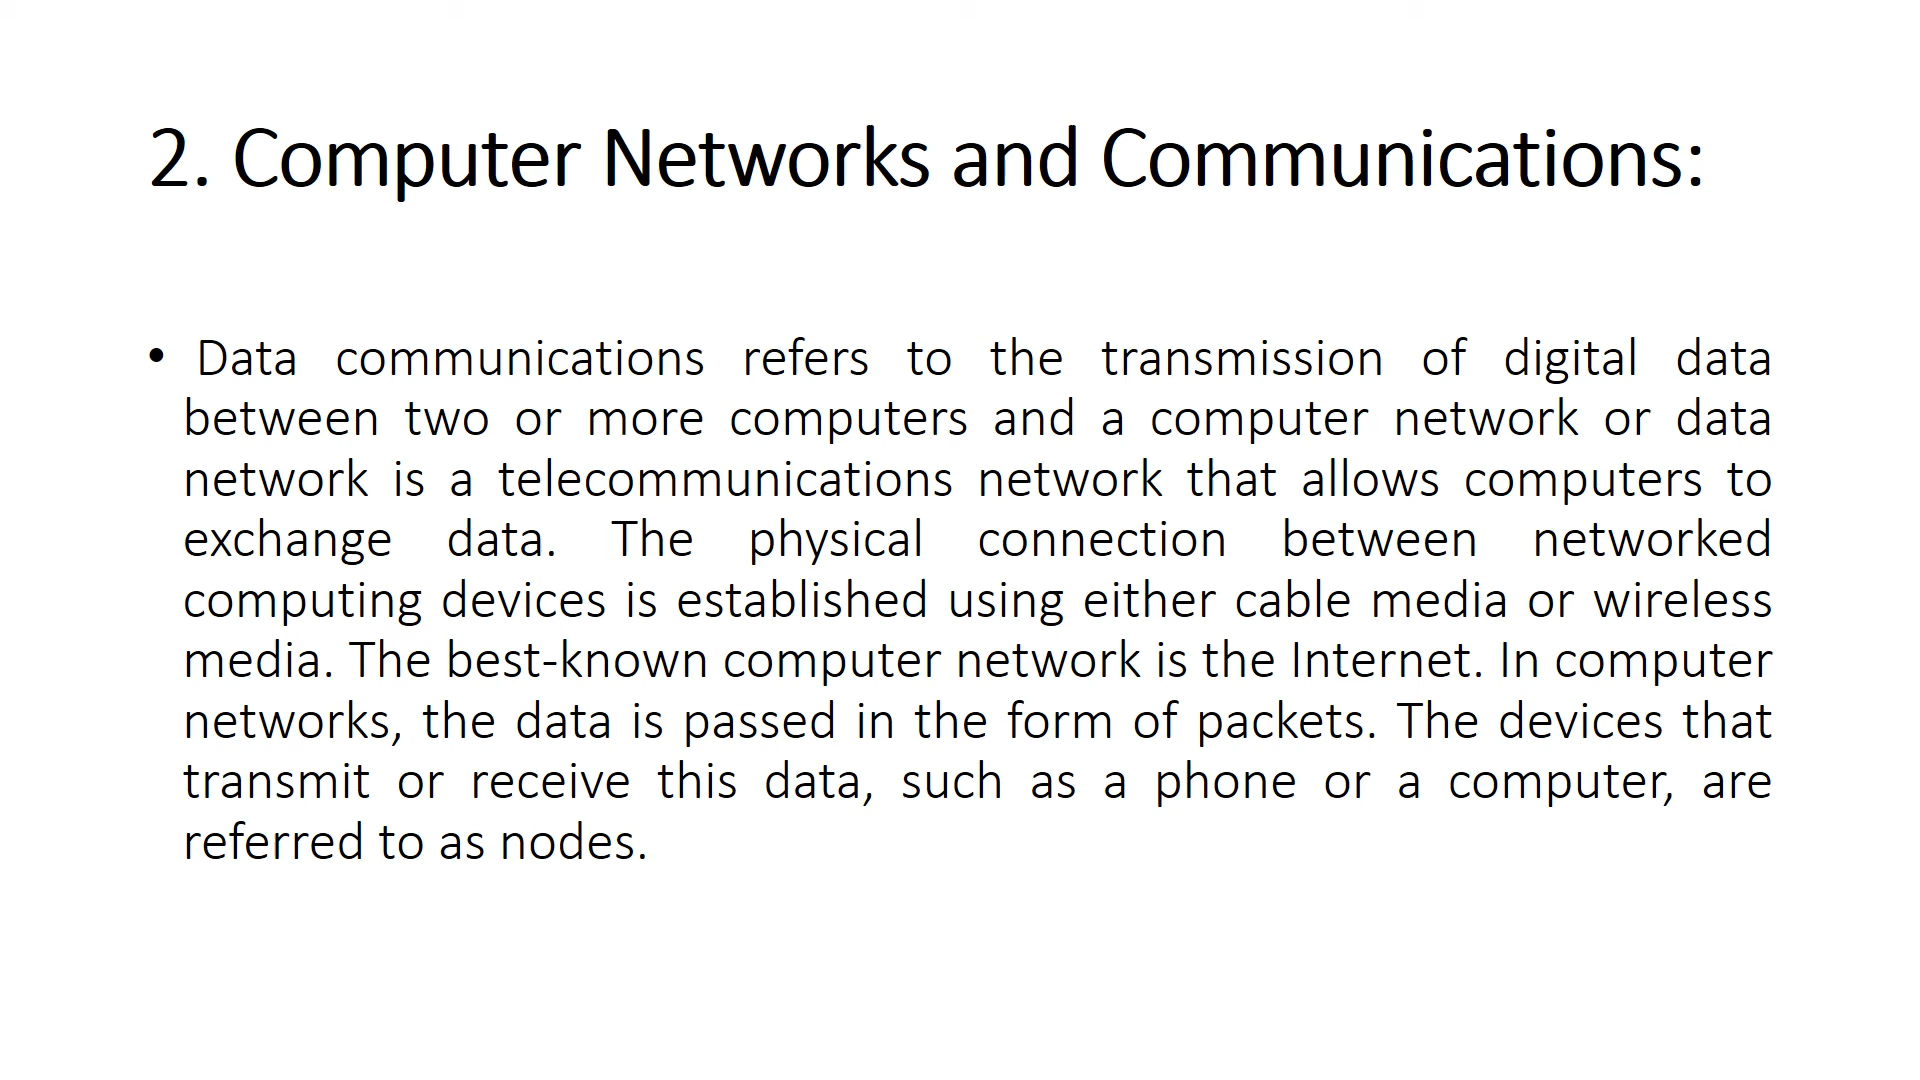 2. Computer Networks and Communications:
• Data communications refers to the transmission of digital data
between two or more computers and a computer network or data
network is a telecommunications network that allows computers to
exchange data. The physical connection between networked
computing devices is established using either cable media or wireless
media. The best-known computer network is the Internet. In computer
networks, the data is passed in the form of packets. The devices that
transmit or receive this data, such as a phone or a computer, are
referred to as nodes.